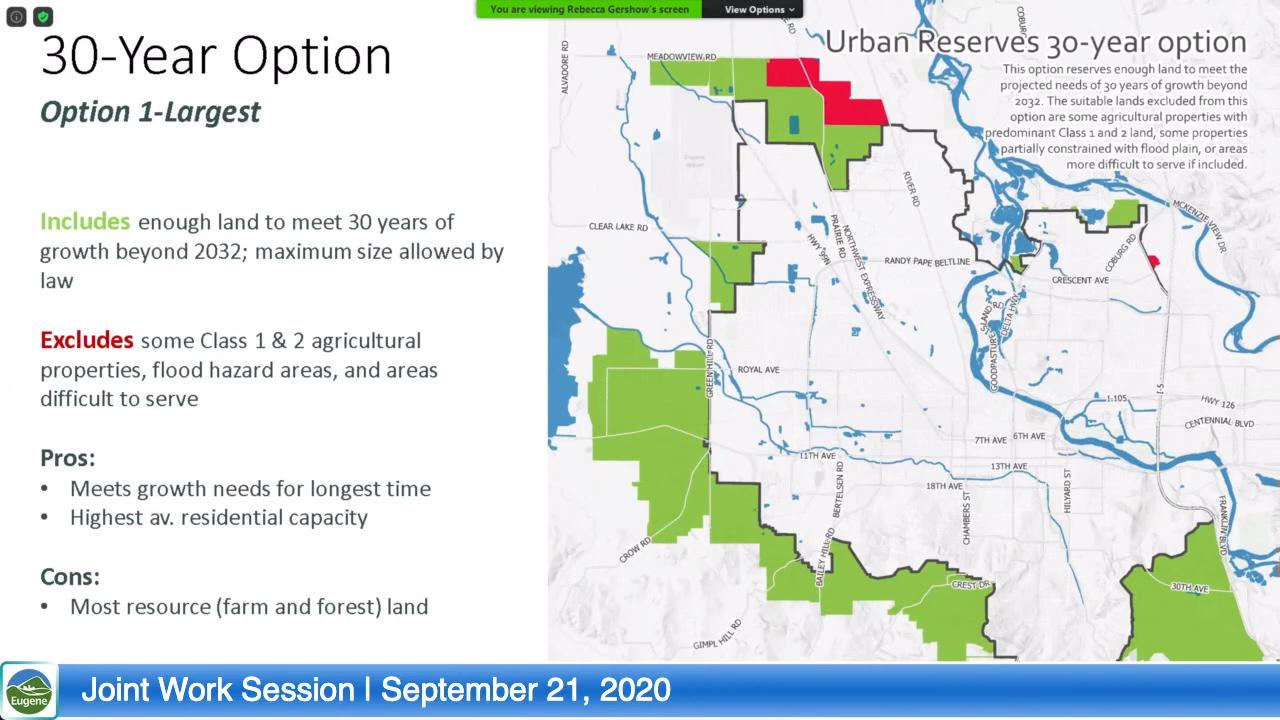 You are viewing Rebecca Gershow's screen
View Options
30-Year Option
Option 1-Largest
Includes enough land to meet 30 years of
growth beyond 2032; maximum size allowed by
law
Excludes some Class 1 & 2 agricultural
properties, flood hazard areas, and areas
difficult to serve
Pros:
• Meets growth needs for longest time
• Highest av. residential capacity
Cons:
• Most resource (farm and forest) land
Urban Reserves 30-year option
This option reserves enough land to meet the
projected needs of 30 years of growth beyond
2032. The suitable lands excluded from this
option are some agricultural properties with
predominant Class 1 and 2 land, some properties
partially constrained with flood plain, or areas
more difficult to serve if included.
ALVADORE RD
MEADOWVIEW RD
COBURG
RIVER RD
MCKENZIE VIEW DR
CLEAR LAKE RD
PRAIRIE RD
HWY 99N
NORTHWEST EXPRESSWAY
RANDY PAPE BELTLINE
COBURG RD
CRESCENT AVE
DELTA HWY
GOODPASTURE
ISLAND RD
GREEN HILL RD
ROYAL AVE
I-5
I-105
HWY 126
CENTENNIAL BLVD
7TH AVE
6TH AVE
11TH AVE
13TH AVE
18TH AVE
BERTELSEN RD
CHAMBERS ST
HILYARD ST
FRANKLIN BLVD
CROW RD
BAILEY HILL RD
CREST DR
30TH AVE
GIMPL HILL RD
Eugene
Joint Work Session | September 21, 2020